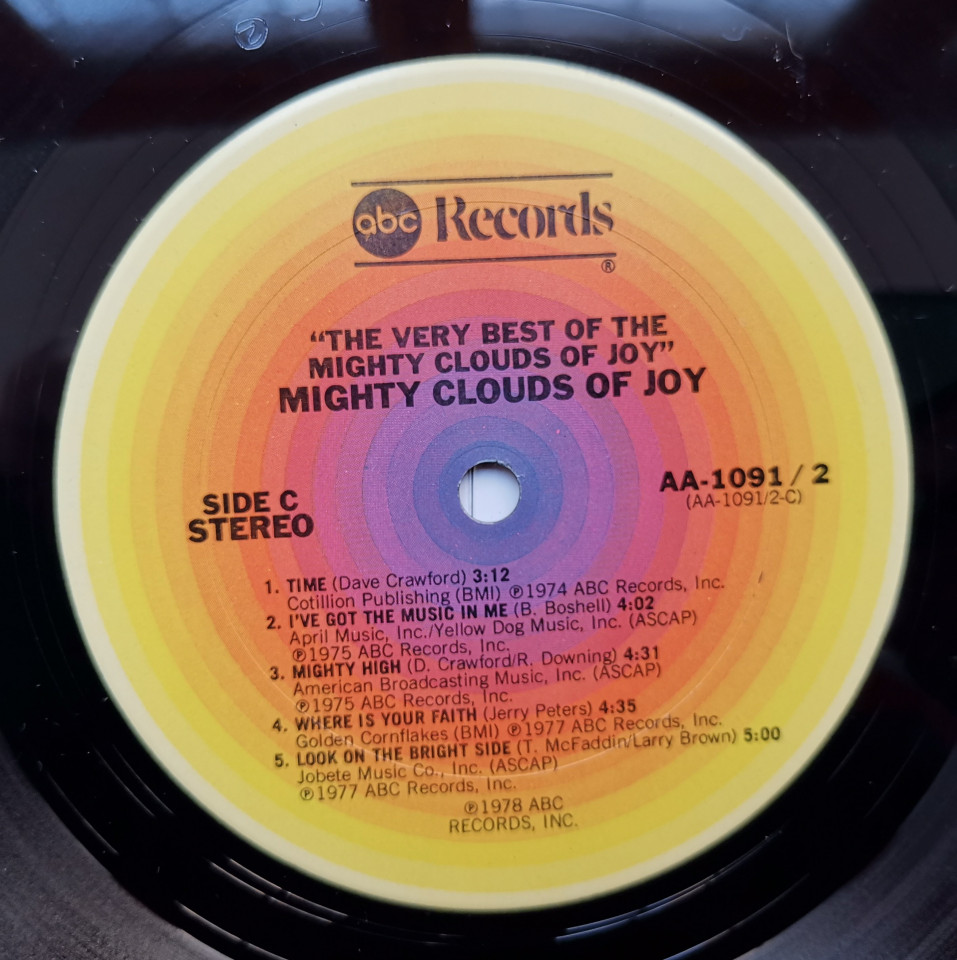 abc Records
®
"THE VERY BEST OF THE
MIGHTY CLOUDS OF JOY"
MIGHTY CLOUDS OF JOY
SIDE C
STEREO
AA-1091/2
(AA-1091/2-C)
1. TIME (Dave Crawford) 3:12
Cotillion Publishing (BMI) ℗1974 ABC Records, Inc.
2. I'VE GOT THE MUSIC IN ME (B. Boshell) 4:02
April Music, Inc./Yellow Dog Music, Inc. (ASCAP)
℗1975 ABC Records, Inc.
3. MIGHTY HIGH (D. Crawford/R. Downing) 4:31
American Broadcasting Music, Inc. (ASCAP)
℗1975 ABC Records, Inc.
4. WHERE IS YOUR FAITH (Jerry Peters) 4:35
Golden Cornflakes (BMI) ℗1977 ABC Records, Inc.
5. LOOK ON THE BRIGHT SIDE (T. McFaddin/Larry Brown) 5:00
Jobete Music Co., Inc. (ASCAP)
℗1977 ABC Records, Inc.
℗1978 ABC
RECORDS, INC.